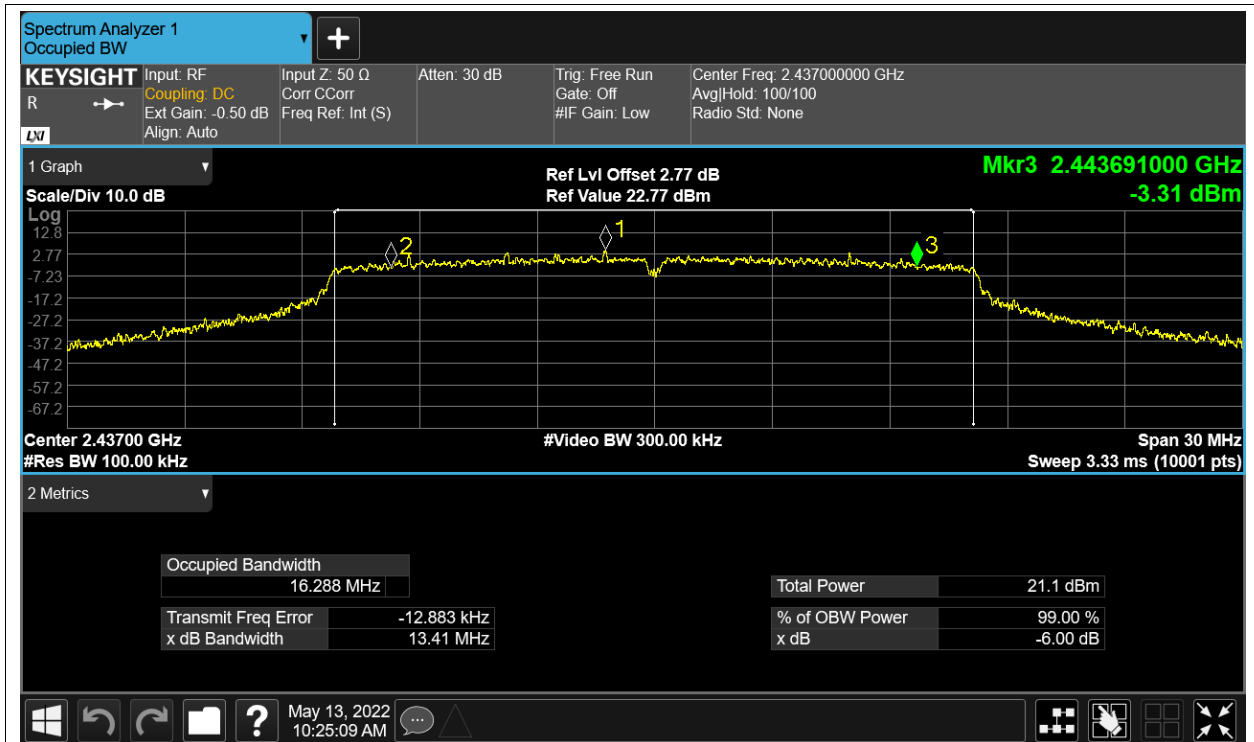 Spectrum Analyzer 1
Occupied BW
+
KEYSIGHT Input: RF Input Z: 50 Ω Atten: 30 dB Trig: Free Run Center Freq: 2.437000000 GHz
R Coupling: DC Corr CCorr Gate: Off Avg|Hold: 100/100
Ext Gain: -0.50 dB Freq Ref: Int (S) #IF Gain: Low Radio Std: None
LXI Align: Auto
1 Graph
Ref Lvl Offset 2.77 dB Mkr3 2.443691000 GHz
Scale/Div 10.0 dB Ref Value 22.77 dBm -3.31 dBm
Log
12.8
2.77
-7.23
-17.2
-27.2
-37.2
-47.2
-57.2
-67.2
2
1
3
Center 2.43700 GHz #Video BW 300.00 kHz Span 30 MHz
#Res BW 100.00 kHz Sweep 3.33 ms (10001 pts)
2 Metrics
Occupied Bandwidth
16.288 MHz Total Power 21.1 dBm
Transmit Freq Error -12.883 kHz % of OBW Power 99.00 %
x dB Bandwidth 13.41 MHz x dB -6.00 dB
? May 13, 2022
10:25:09 AM